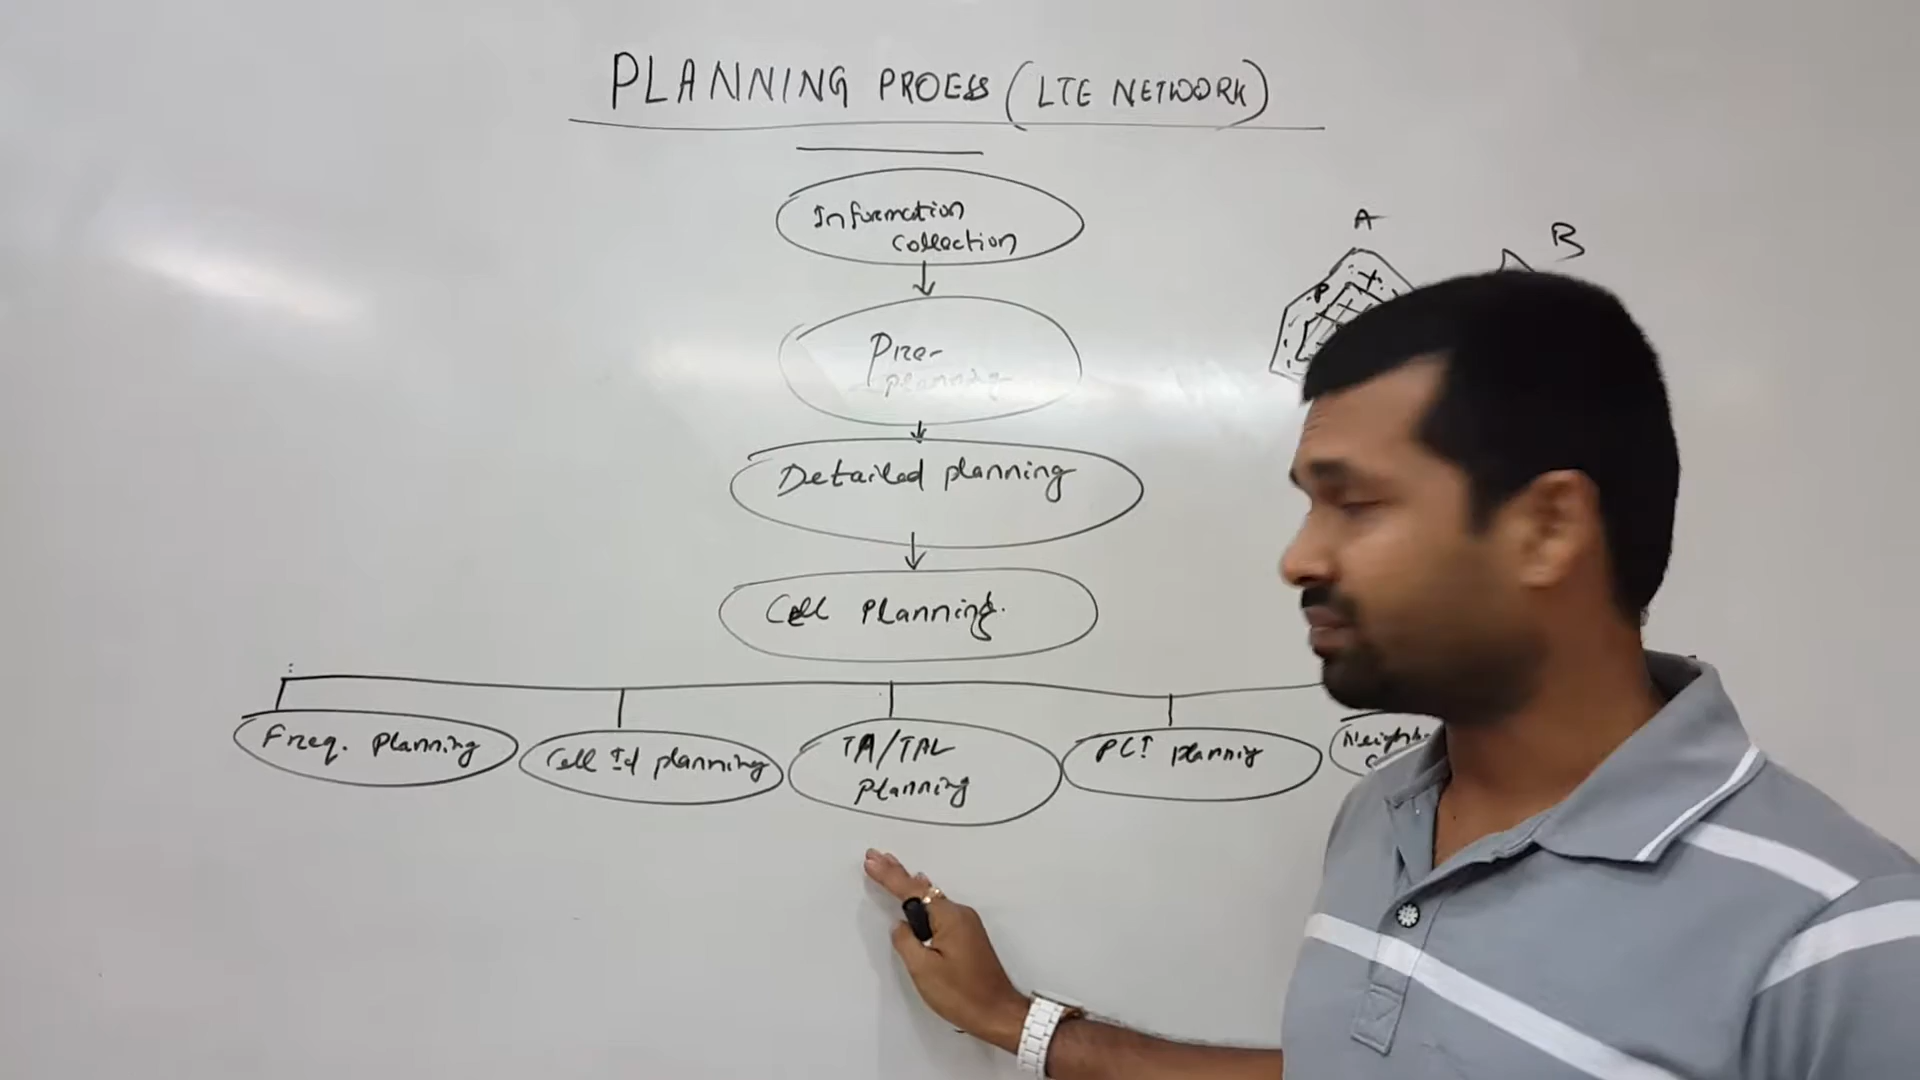 PLANNING PROESS (LTE NETWORK)
Information
collection
A
B
Pre-
planning
P
X
Detailed planning
Cell Planning.
Freq. Planning
Cell Id planning
TA/TAL
Planning
PCI planning